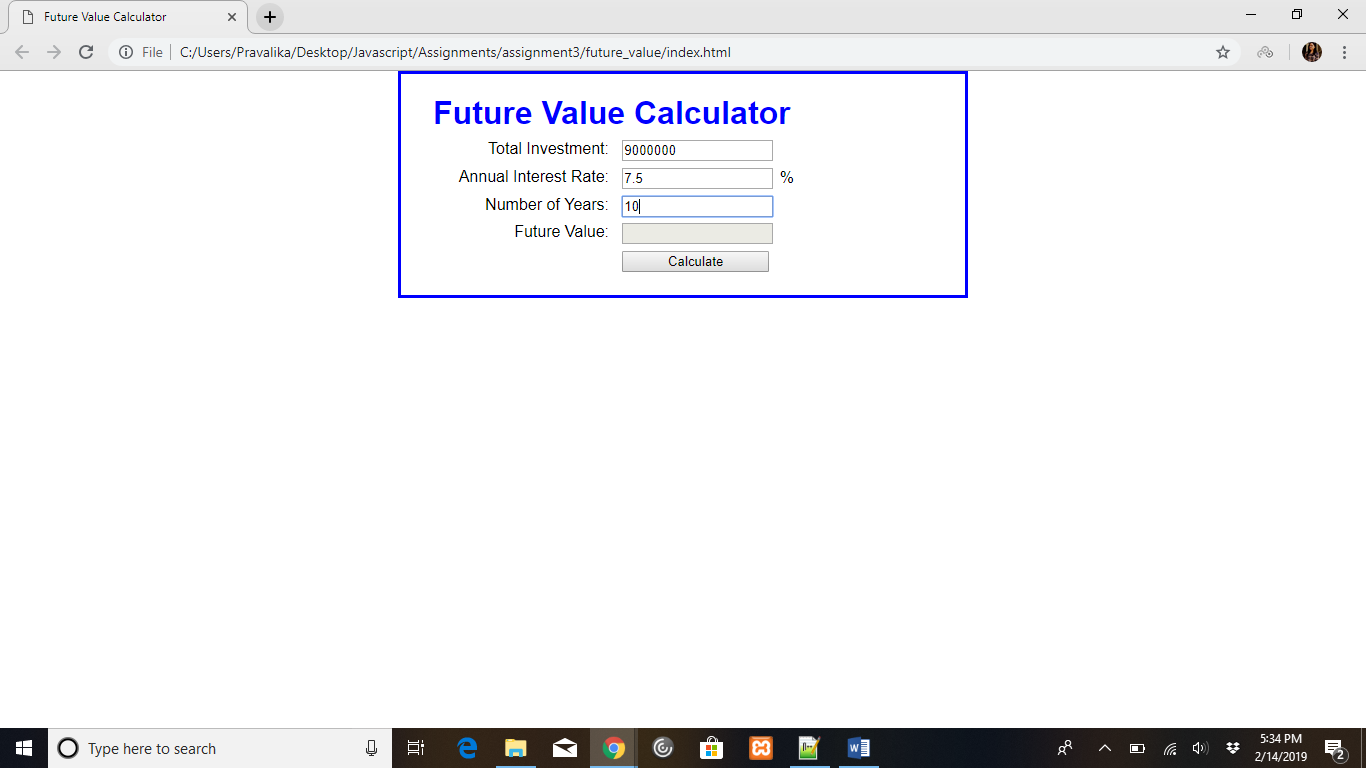 Future Value Calculator
File C:/Users/Pravalika/Desktop/Javascript/Assignments/assignment3/future_value/index.html
Future Value Calculator
Total Investment: 9000000
Annual Interest Rate: 7.5 %
Number of Years: 10
Future Value:
Calculate
Type here to search
5:34 PM
2/14/2019
2